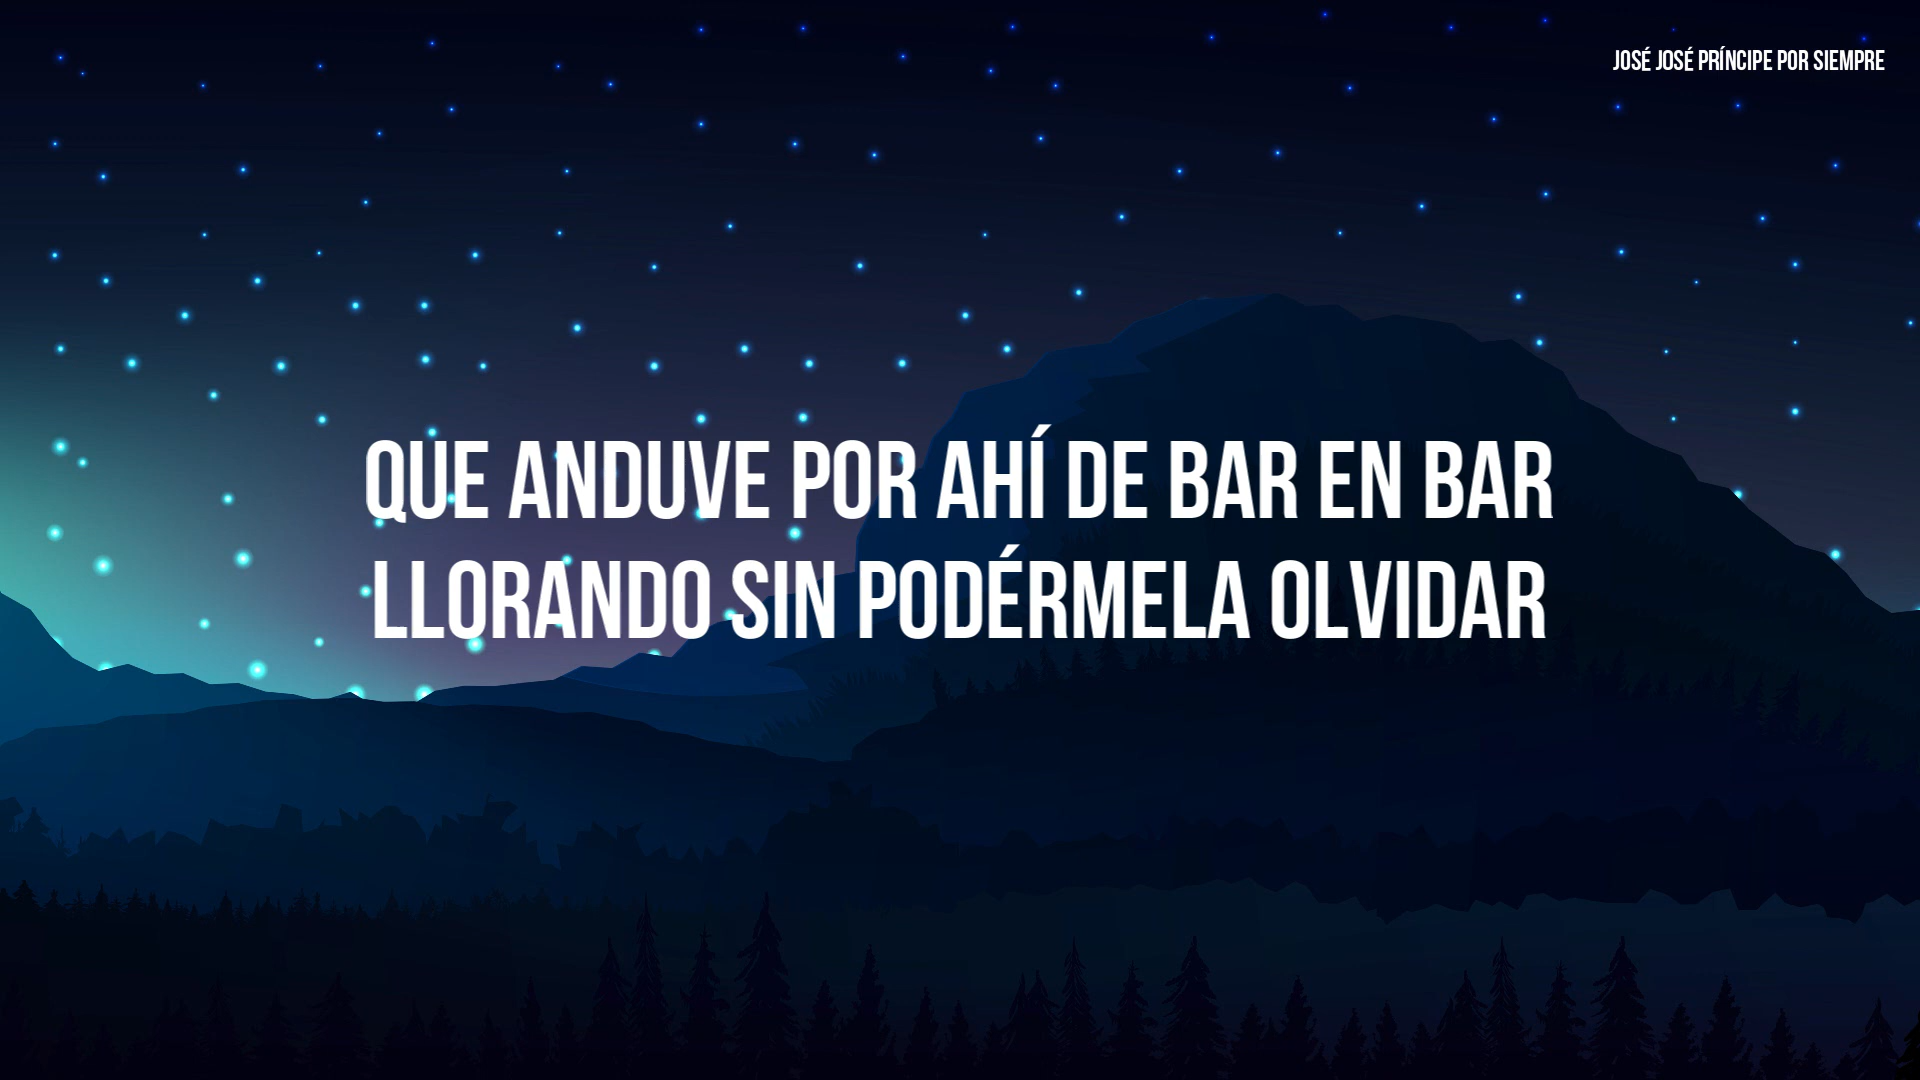 JOSÉ JOSÉ PRÍNCIPE POR SIEMPRE
QUE ANDUVE POR AHÍ DE BAR EN BAR
LLORANDO SIN PODÉRMELA OLVIDAR